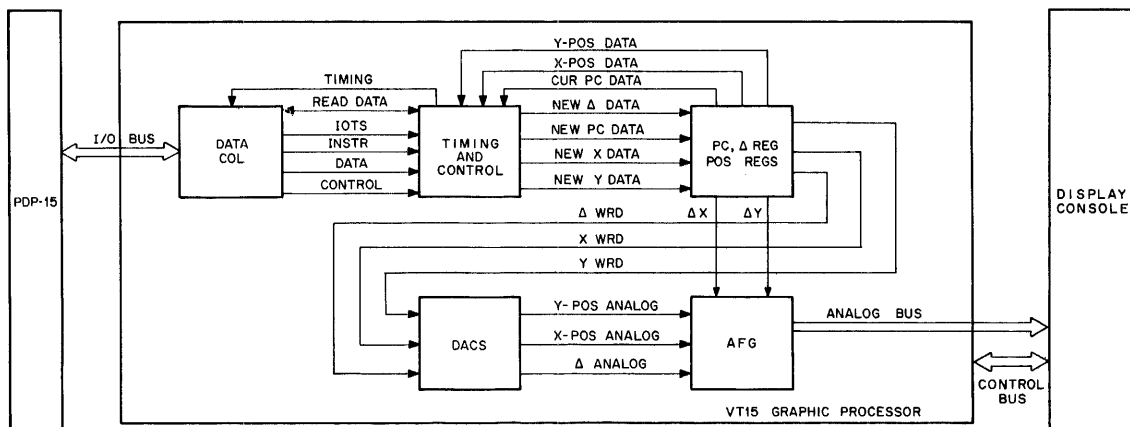 Y-POS DATA
X-POS DATA
CUR PC DATA
TIMING
READ DATA
IOTS
INSTR
DATA
CONTROL
NEW Δ DATA
NEW PC DATA
NEW X DATA
NEW Y DATA
I/O BUS
DATA
COL
TIMING
AND
CONTROL
PC, Δ REG
POS REGS
PDP-15
DISPLAY
CONSOLE
Δ WRD
ΔX
ΔY
X WRD
Y WRD
Y-POS ANALOG
X-POS ANALOG
Δ ANALOG
DACS
AFG
ANALOG BUS
CONTROL
BUS
VT15 GRAPHIC PROCESSOR